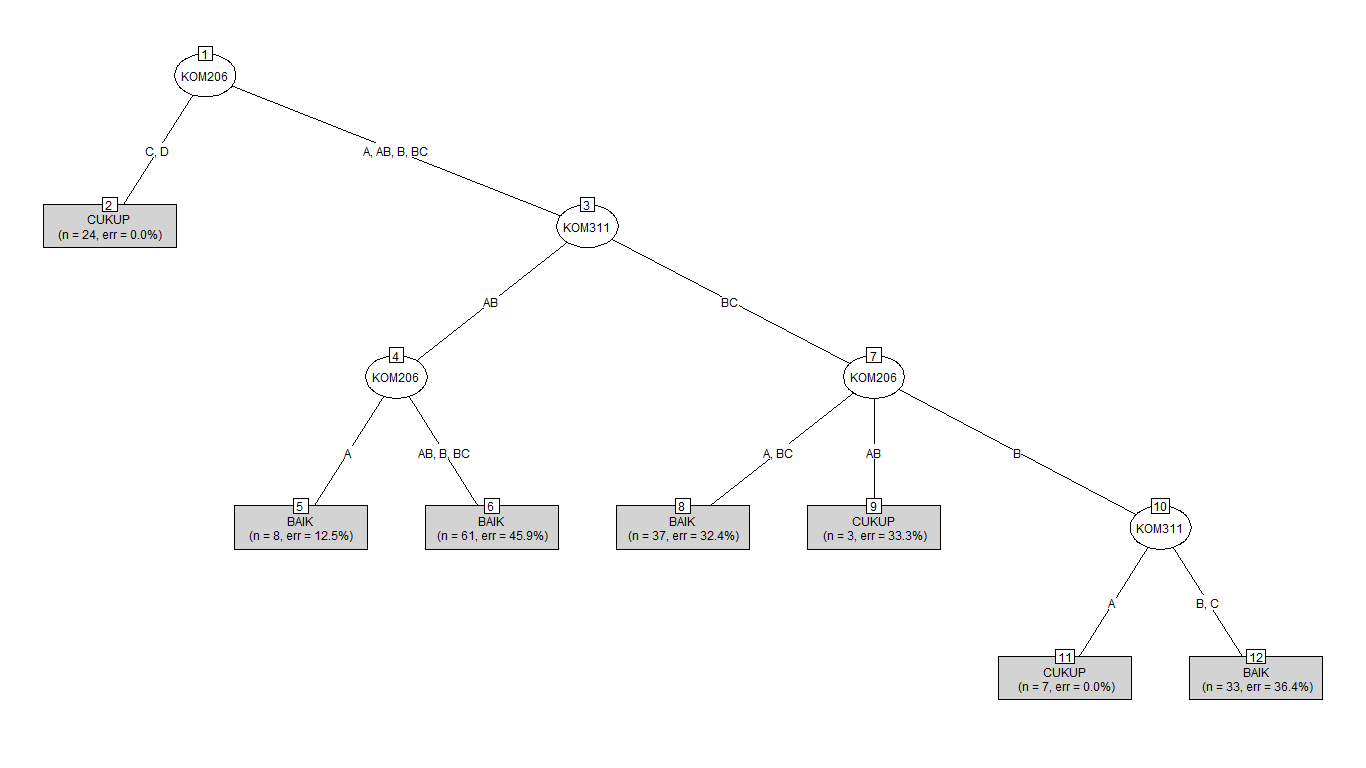 1
KOM206
C, D
A, AB, B, BC
2
CUKUP
(n = 24, err = 0.0%)
3
KOM311
AB
BC
4
KOM206
7
KOM206
A
AB, B, BC
A, BC
AB
B
5
BAIK
(n = 8, err = 12.5%)
6
BAIK
(n = 61, err = 45.9%)
8
BAIK
(n = 37, err = 32.4%)
9
CUKUP
(n = 3, err = 33.3%)
10
KOM311
A
B, C
11
CUKUP
(n = 7, err = 0.0%)
12
BAIK
(n = 33, err = 36.4%)